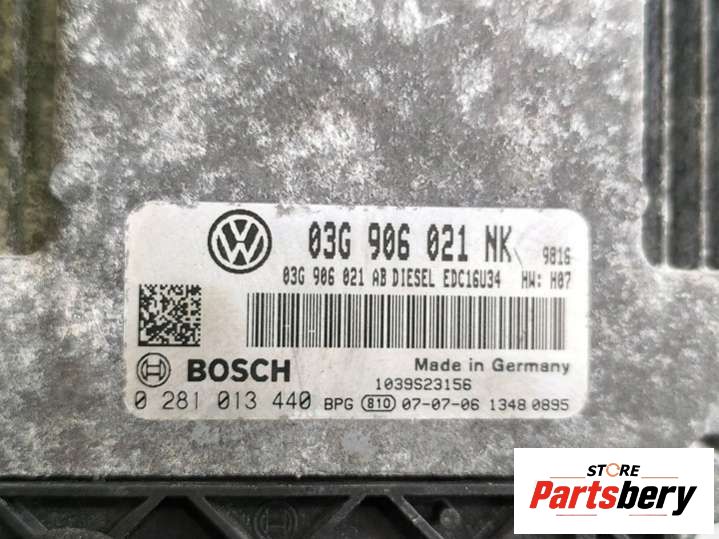 03G 906 021 NK 9816
03G 906 021 AB DIESEL EDC16U34 HW: H07
BOSCH
Made in Germany
1039S23156
0 281 013 440 BPG 810 07-07-06 1348 0895
STORE
Partsbery